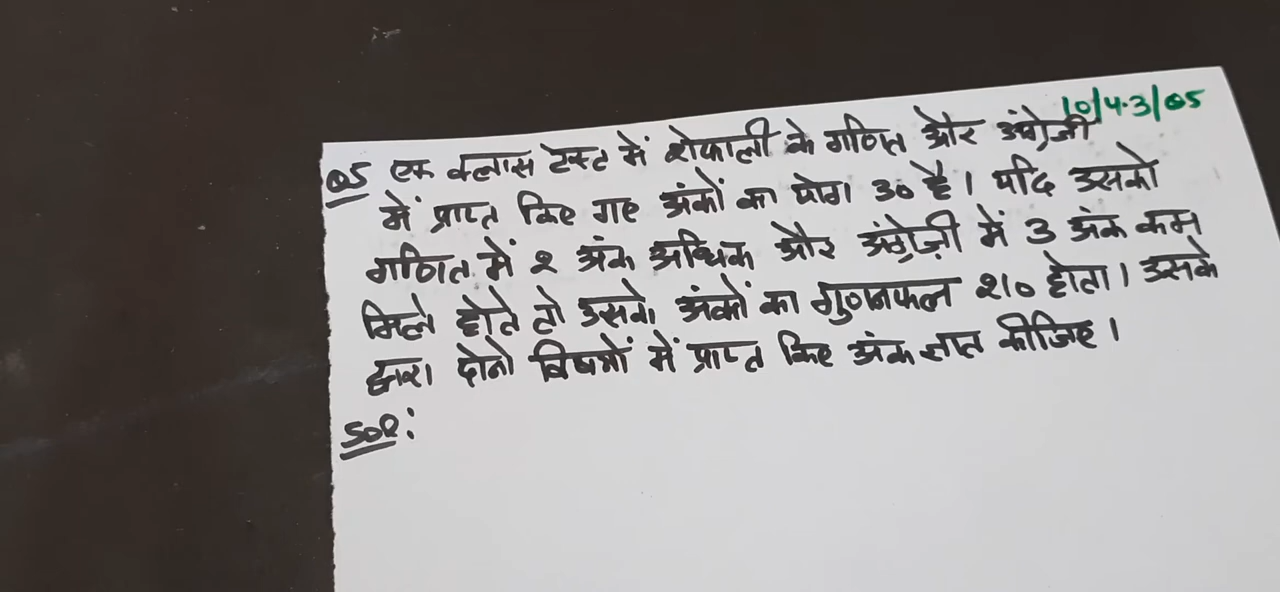 10/4.3/05
Q5 एक क्लास टेस्ट में शेफाली के गणित और अंग्रेजी
में प्राप्त किए गए अंकों का योग 30 है। यदि उसको
गणित में 2 अंक अधिक और अंग्रेज़ी में 3 अंक कम
मिले होते तो उसके अंकों का गुणनफल 210 होता। उसके
द्वारा दोनो विषयों में प्राप्त किए अंक ज्ञात कीजिए।
Sol: